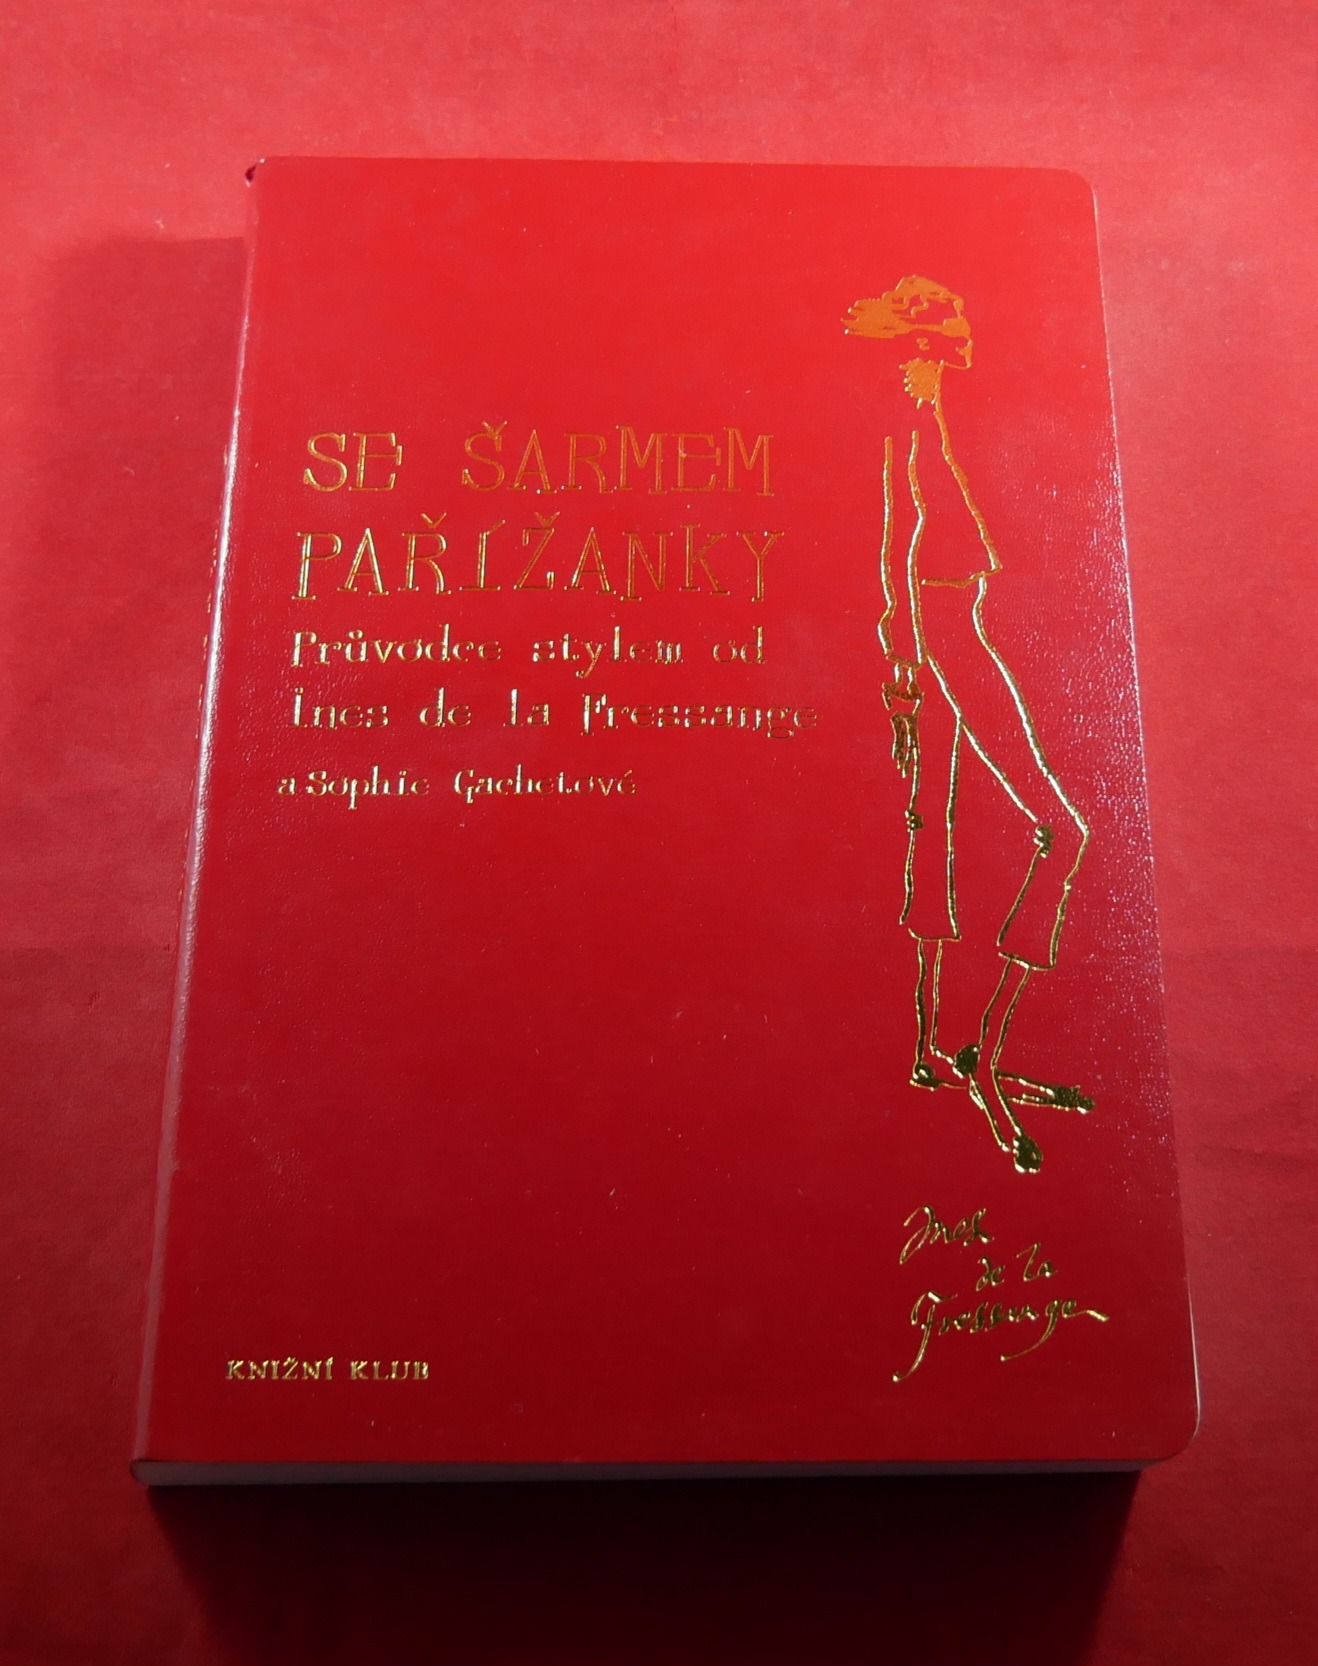 SE ŠARMEM
PAŘÍŽANKY
Průvodce stylem od
Ines de la Fressange
a Sophie Gachetové
Ines
de la
Fressange
KNIŽNÍ KLUB